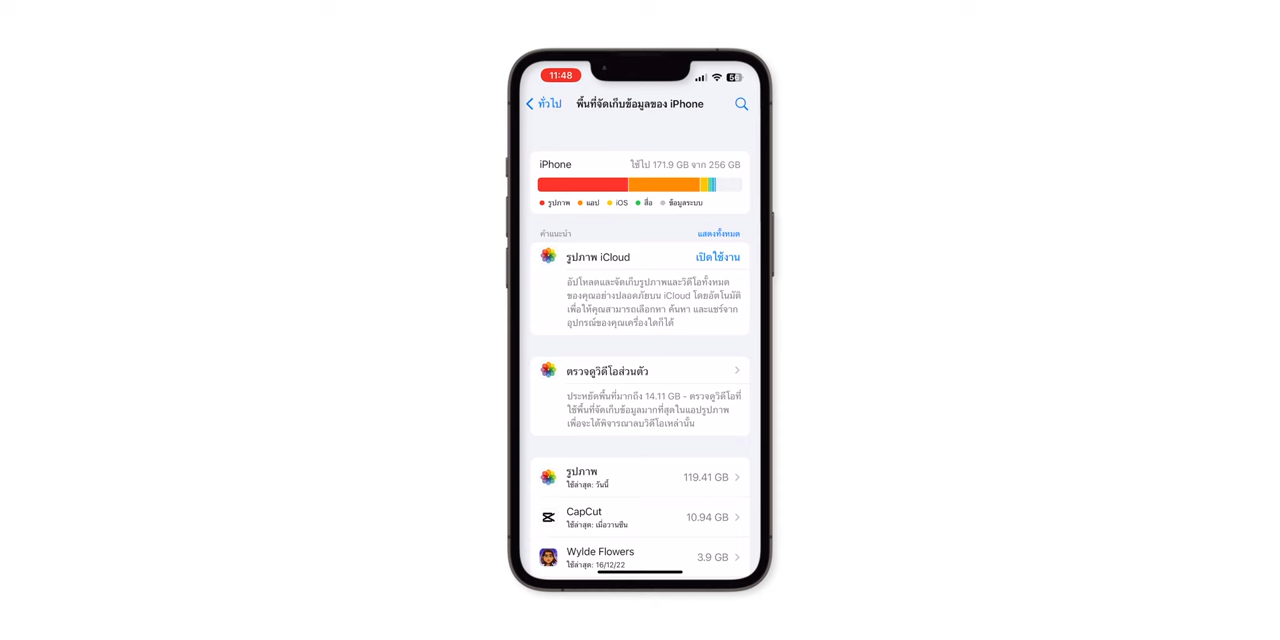 11:48
ทั่วไป พื้นที่จัดเก็บข้อมูลของ iPhone
iPhone ใช้ไป 171.9 GB จาก 256 GB
รูปภาพ แอป iOS สื่อ ข้อมูลระบบ
คำแนะนำ แสดงทั้งหมด
รูปภาพ iCloud เปิดใช้งาน
อัปโหลดและจัดเก็บรูปภาพและวิดีโอทั้งหมด
ของคุณอย่างปลอดภัยบน iCloud โดยอัตโนมัติ
เพื่อให้คุณสามารถเลือกหา ค้นหา และแชร์จาก
อุปกรณ์ของคุณเครื่องใดก็ได้
ตรวจดูวิดีโอส่วนตัว
ประหยัดพื้นที่มากถึง 14.11 GB - ตรวจดูวิดีโอที่
ใช้พื้นที่จัดเก็บข้อมูลมากที่สุดในแอปรูปภาพ
เพื่อจะได้พิจารณาลบวิดีโอเหล่านั้น
รูปภาพ 119.41 GB
ใช้ล่าสุด: วันนี้
CapCut 10.94 GB
ใช้ล่าสุด: เมื่อวานซืน
Wylde Flowers 3.9 GB
ใช้ล่าสุด: 16/12/22